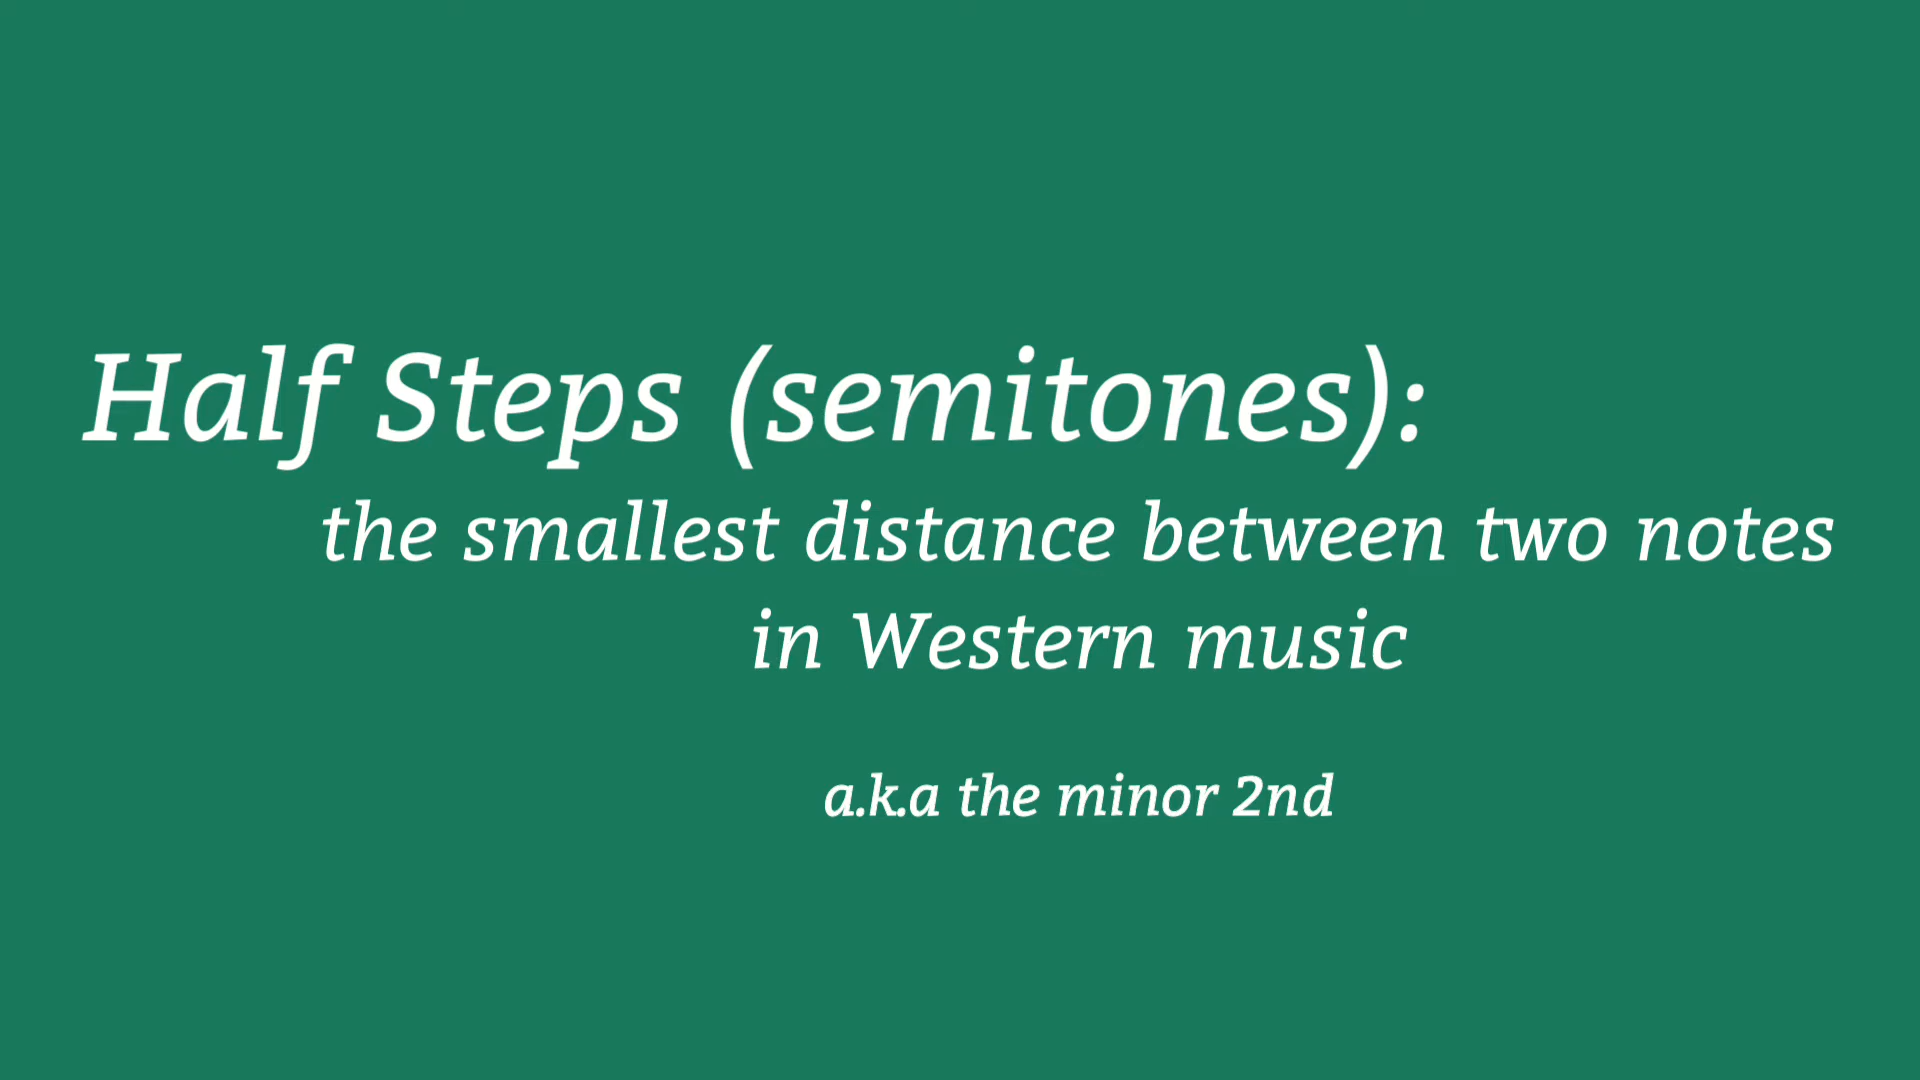 Half Steps (semitones):
the smallest distance between two notes
in Western music
a.k.a the minor 2nd